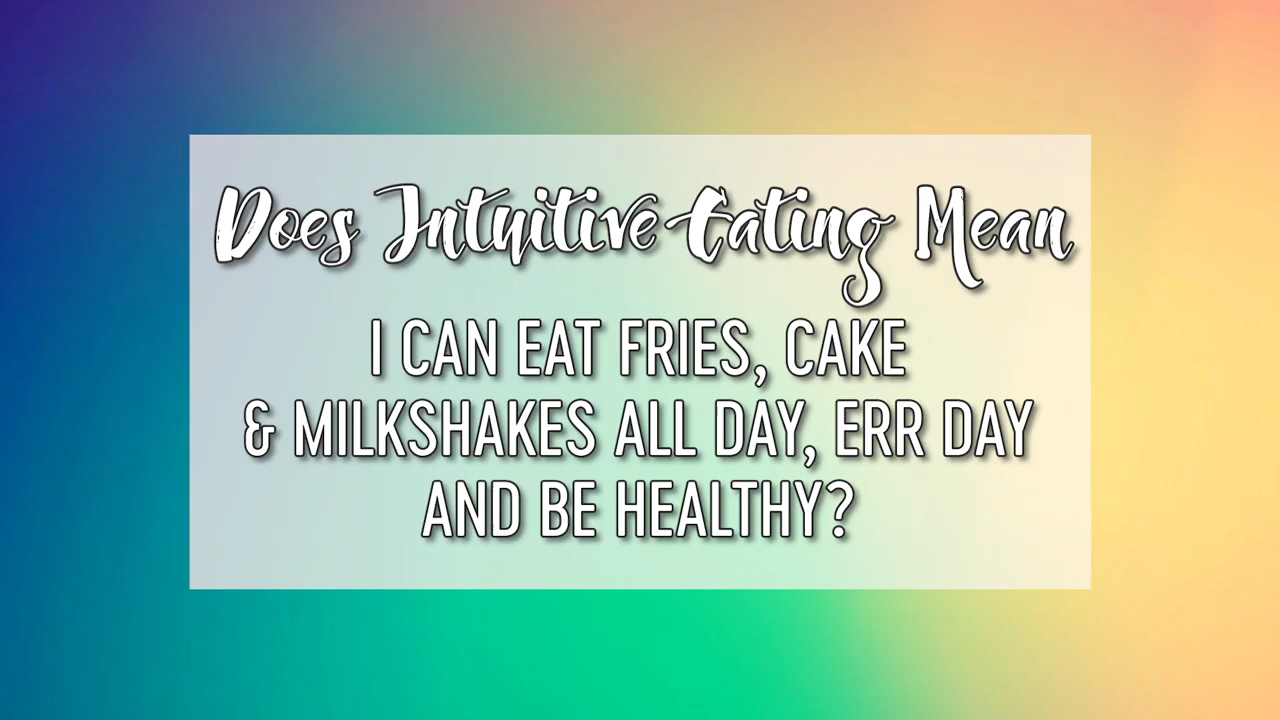 Does Intuitive Eating Mean
I CAN EAT FRIES, CAKE
& MILKSHAKES ALL DAY, ERR DAY
AND BE HEALTHY?